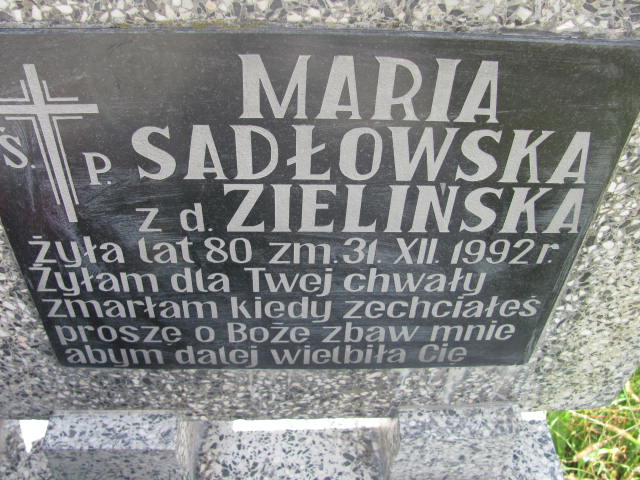 MARIA
Ś. P. SADŁOWSKA
z d. ZIELIŃSKA
żyła lat 80 zm. 31. XII. 1992 r.
Żyłam dla Twej chwały
zmarłam kiedy zechciałeś
prosze o Boże zbaw mnie
abym dalej wielbiła Cię